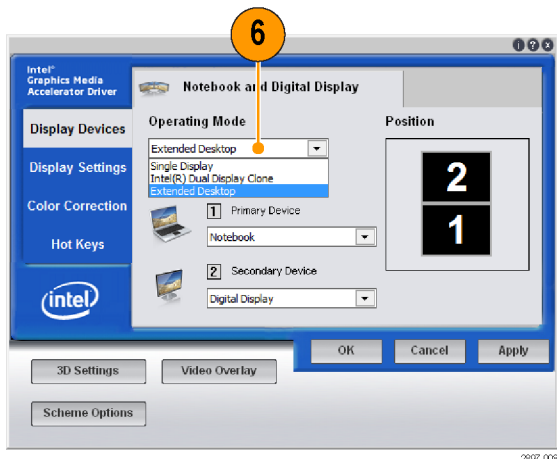 6
Intel®
Graphics Media
Accelerator Driver
Notebook and Digital Display
Display Devices
Display Settings
Color Correction
Hot Keys
intel
Operating Mode
Extended Desktop
Single Display
Intel(R) Dual Display Clone
Extended Desktop
1 Primary Device
Notebook
2 Secondary Device
Digital Display
Position
2
1
OK Cancel Apply
3D Settings Video Overlay
Scheme Options